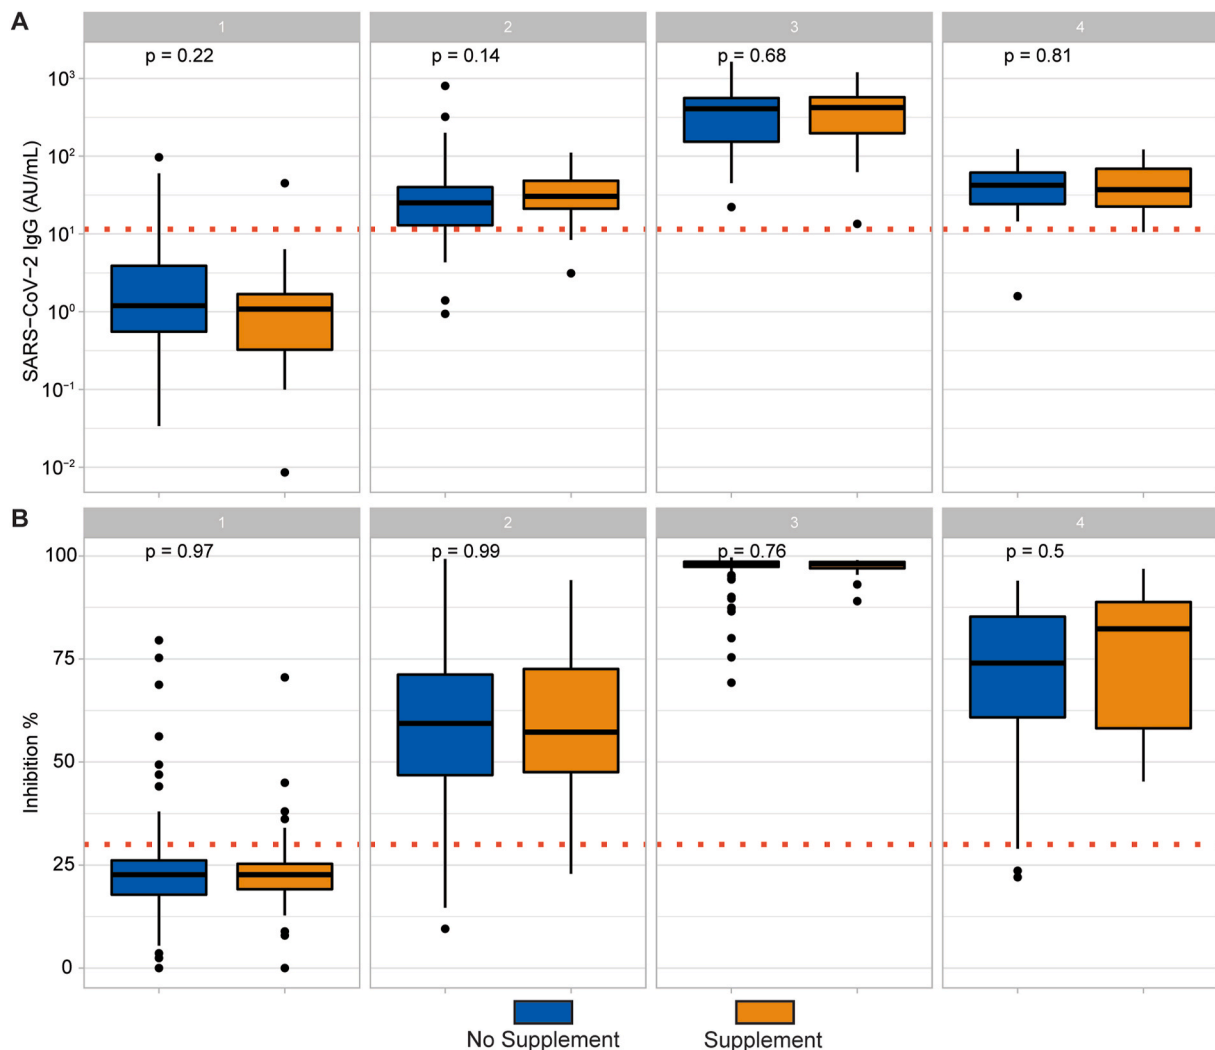 A
1 2 3 4
p = 0.22 p = 0.14 p = 0.68 p = 0.81
SARS−CoV−2 IgG (AU/mL)
10³
10²
10¹
10⁰
10⁻¹
10⁻²
B
1 2 3 4
p = 0.97 p = 0.99 p = 0.76 p = 0.5
Inhibition %
100
75
50
25
0
No Supplement Supplement